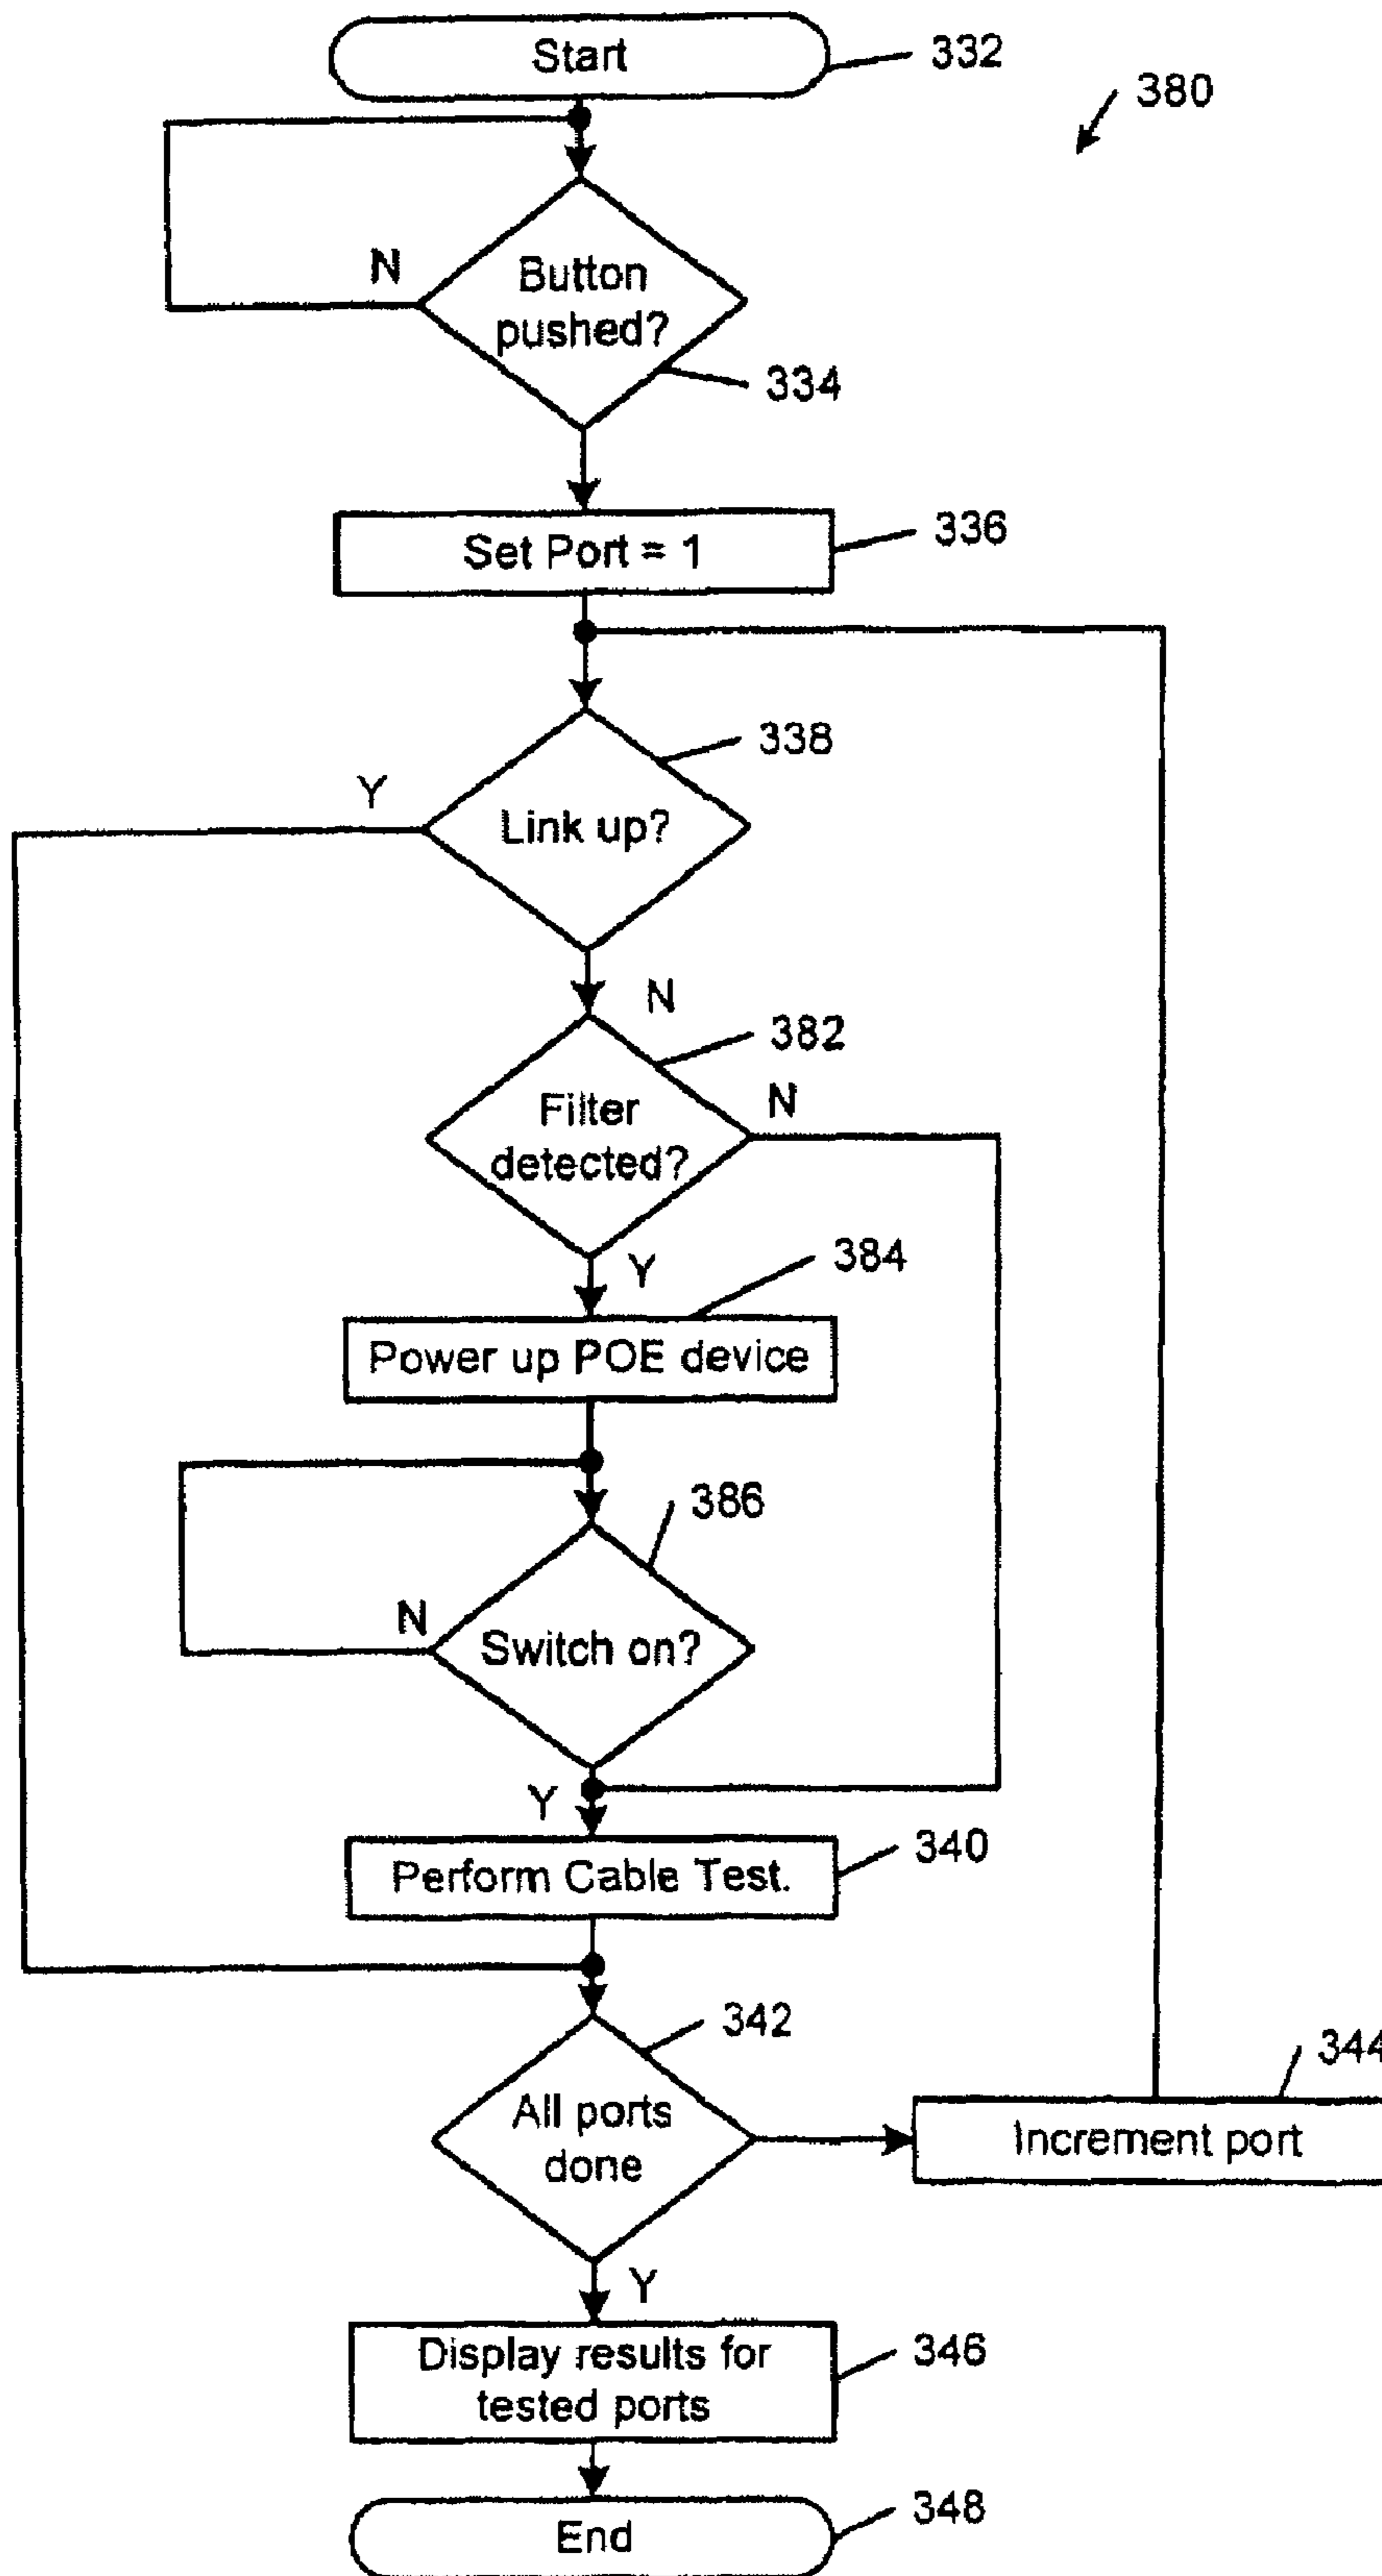 Start
332
380
N
Button
pushed?
334
Set Port = 1
336
338
Y
Link up?
N
382
Filter
detected?
N
Y
384
Power up POE device
386
N
Switch on?
Y
Perform Cable Test.
340
342
All ports
done
344
Increment port
Y
Display results for
tested ports
346
End
348